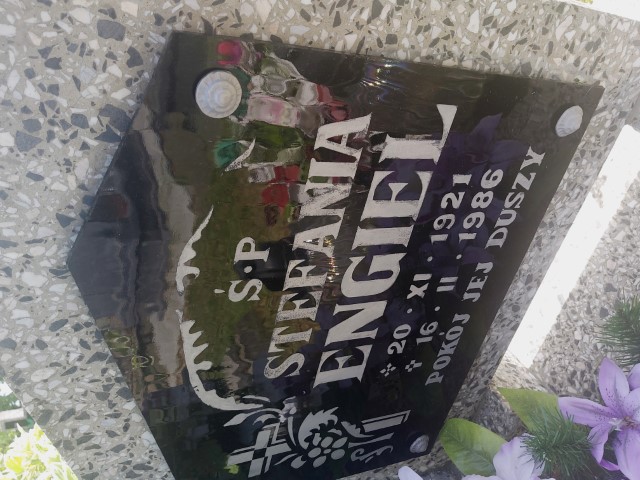 Ś·P
STEFANIA
ENGIEL
20·XI·1921
16·II·1986
POKÓJ JEJ DUSZY